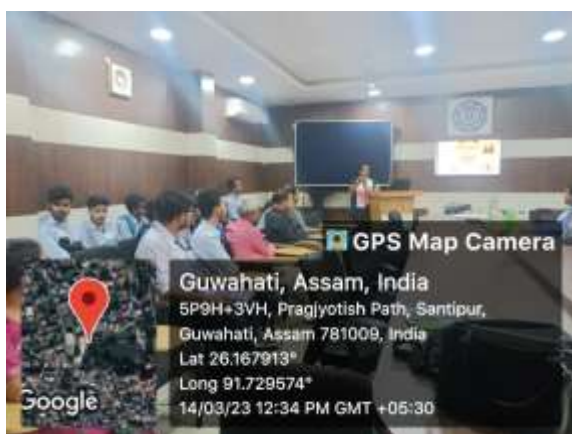 GPS Map Camera
Guwahati, Assam, India
5P9H+3VH, Pragjyotish Path, Santipur,
Guwahati, Assam 781009, India
Lat 26.167913°
Long 91.729574°
14/03/23 12:34 PM GMT +05:30
Google